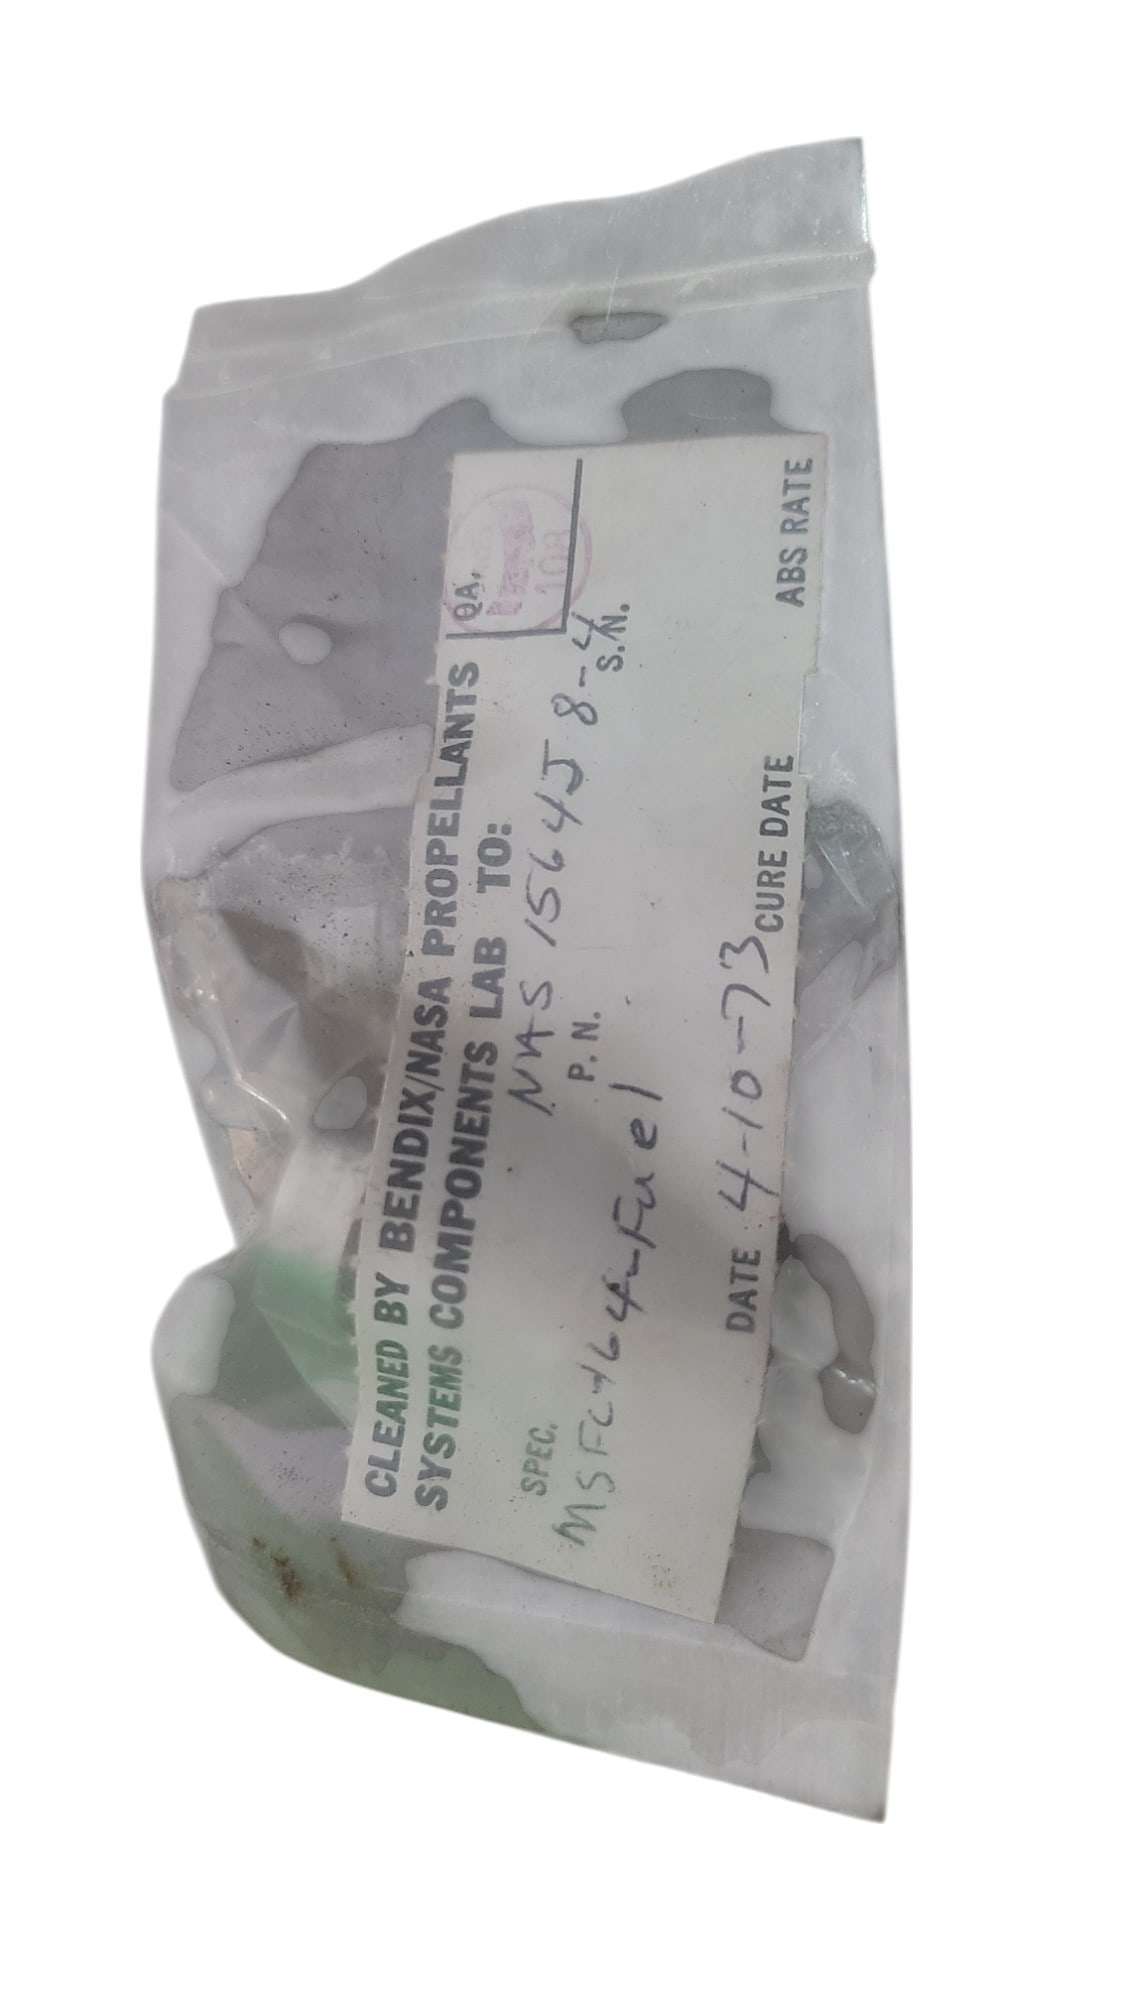 CLEANED BY BENDIX/NASA PROPELLANTS
SYSTEMS COMPONENTS LAB TO:
QA.
108
NAS 1564J 8-4
SPEC. P.N. S.N.
MSFC 164-Fuel
DATE 4-10-73 CURE DATE ABS RATE